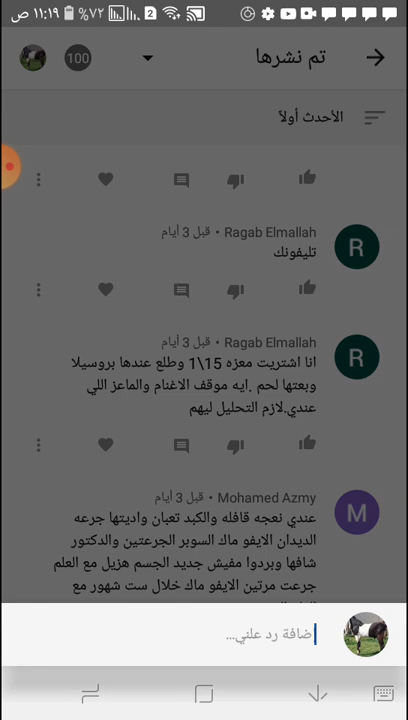 ١١:١٩ ص
٧٢%
2
تم نشرها
100
الأحدث أولاً
Ragab Elmallah • قبل 3 أيام
تليفونك
Ragab Elmallah • قبل 3 أيام
انا اشتريت معزه 15\1 وطلع عندها بروسيلا
وبعتها لحم .ايه موقف الاغنام والماعز اللي
عندي.لازم التحليل ليهم
Mohamed Azmy • قبل 3 أيام
عندي نعجه قافله والكبد تعبان واديتها جرعه
الديدان الايفو ماك السوبر الجرعتين والدكتور
شافها وبردوا مفيش جديد الجسم هزيل مع العلم
جرعت مرتين الايفو ماك خلال ست شهور مع
إضافة رد علني...
R
R
M